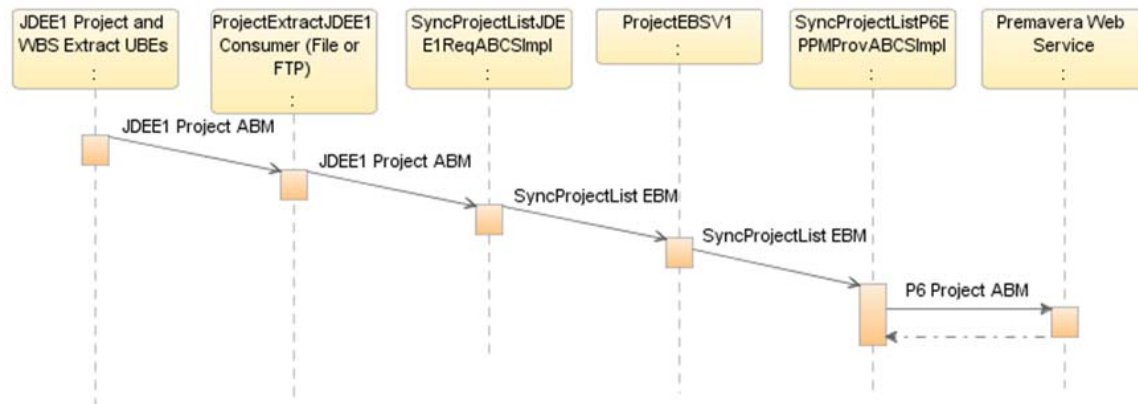 JDEE1 Project and
WBS Extract UBEs
:
ProjectExtractJDEE1
Consumer (File or
FTP)
:
SyncProjectListJDE
E1ReqABCSImpl
:
ProjectEBSV1
:
SyncProjectListP6E
PPMProvABCSImpl
:
Premavera Web
Service
:
JDEE1 Project ABM
JDEE1 Project ABM
SyncProjectList EBM
SyncProjectList EBM
P6 Project ABM